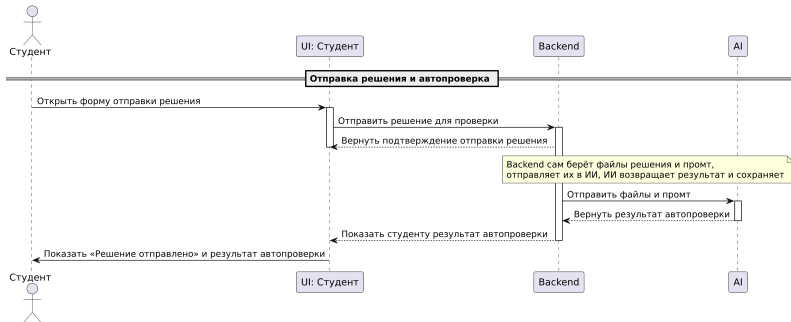 Студент
UI: Студент
Backend
AI
Отправка решения и автопроверка
Открыть форму отправки решения
Отправить решение для проверки
Вернуть подтверждение отправки решения
Backend сам берёт файлы решения и промт,
отправляет их в ИИ, ИИ возвращает результат и сохраняет
Отправить файлы и промт
Вернуть результат автопроверки
Показать студенту результат автопроверки
Показать «Решение отправлено» и результат автопроверки
Студент
UI: Студент
Backend
AI